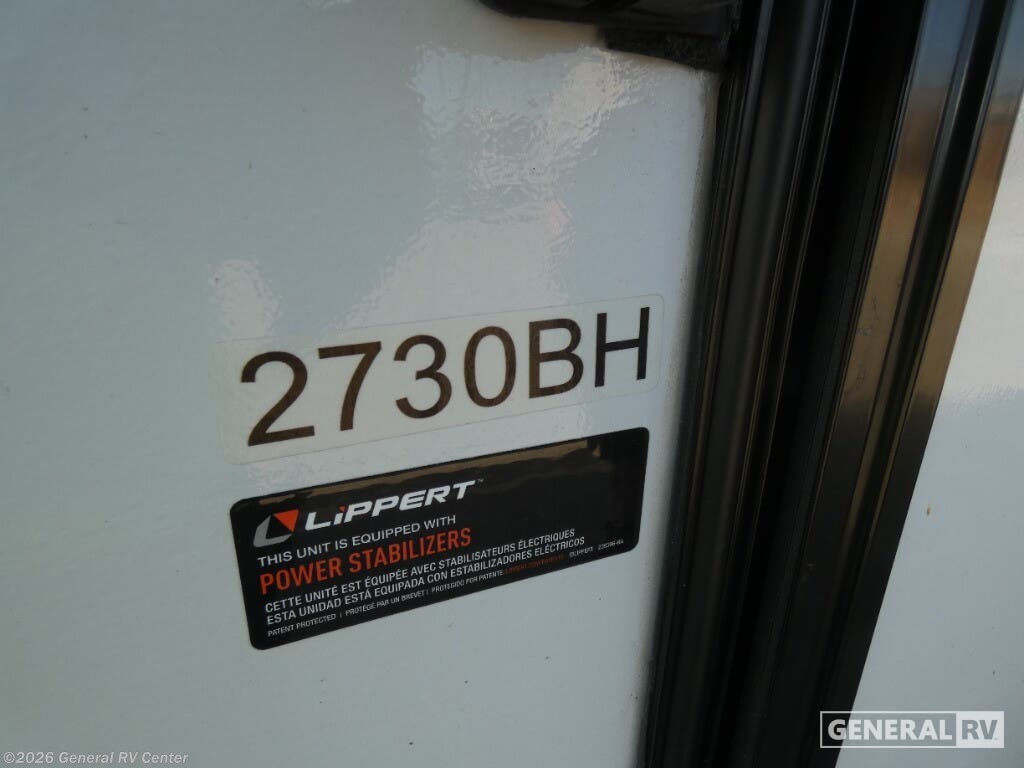 2730BH
LiPPERT™
THIS UNIT IS EQUIPPED WITH
POWER STABILIZERS
CETTE UNITÉ EST ÉQUIPÉE AVEC STABILISATEURS ÉLECTRIQUES
ESTA UNIDAD ESTÁ EQUIPADA CON ESTABILIZADORES ELÉCTRICOS
PATENT PROTECTED | PROTÉGÉ PAR UN BREVET | PROTEGIDO POR PATENTE
GENERAL RV
©2026 General RV Center